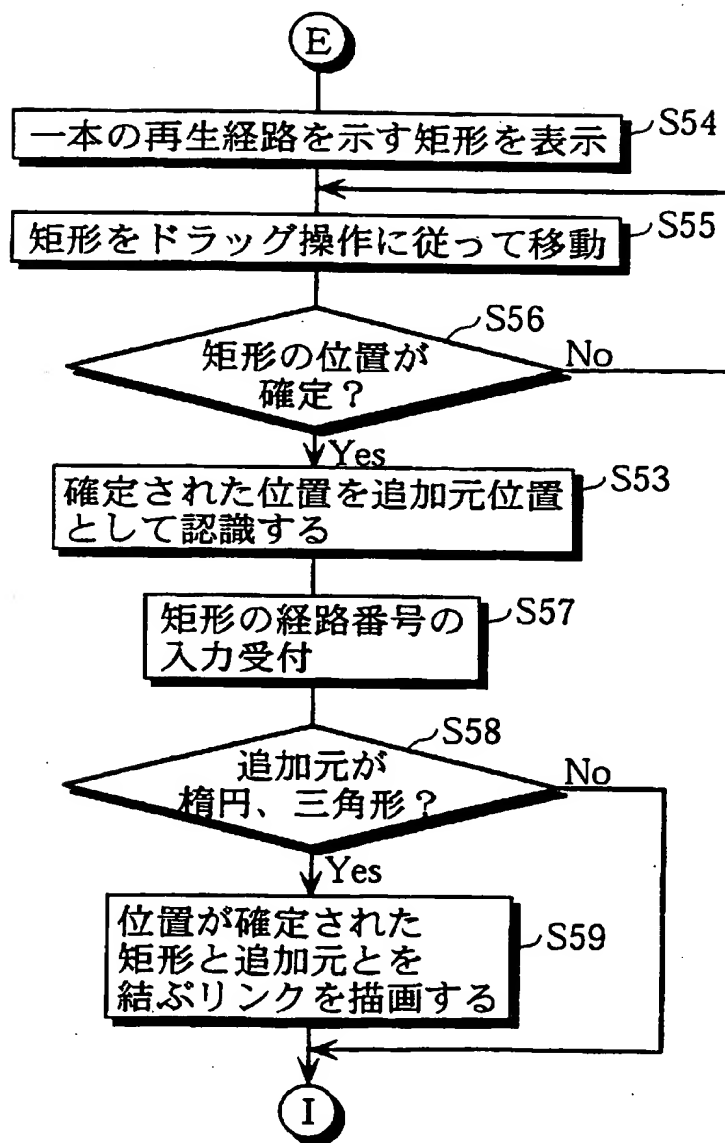 E
一本の再生経路を示す矩形を表示
S54
矩形をドラッグ操作に従って移動
S55
S56
矩形の位置が
確定？
No
Yes
確定された位置を追加元位置
として認識する
S53
矩形の経路番号の
入力受付
S57
S58
追加元が
楕円、三角形？
No
Yes
位置が確定された
矩形と追加元とを
結ぶリンクを描画する
S59
I